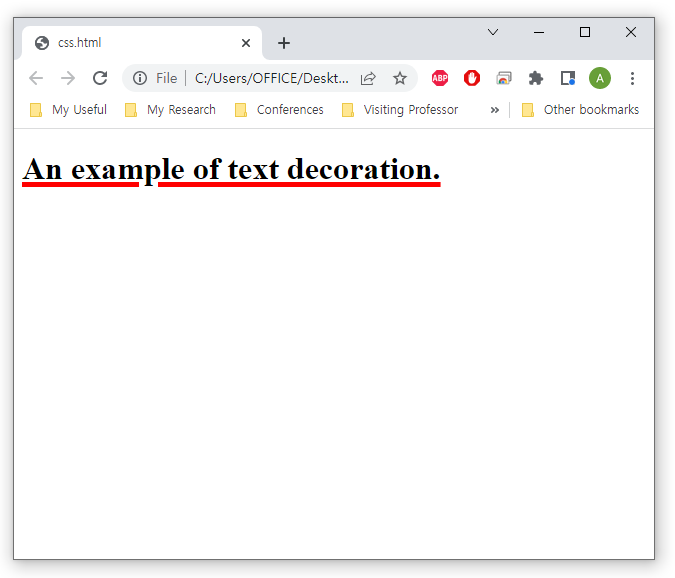 css.html
File C:/Users/OFFICE/Deskt...
ABP
A
My Useful My Research Conferences Visiting Professor » Other bookmarks
An example of text decoration.